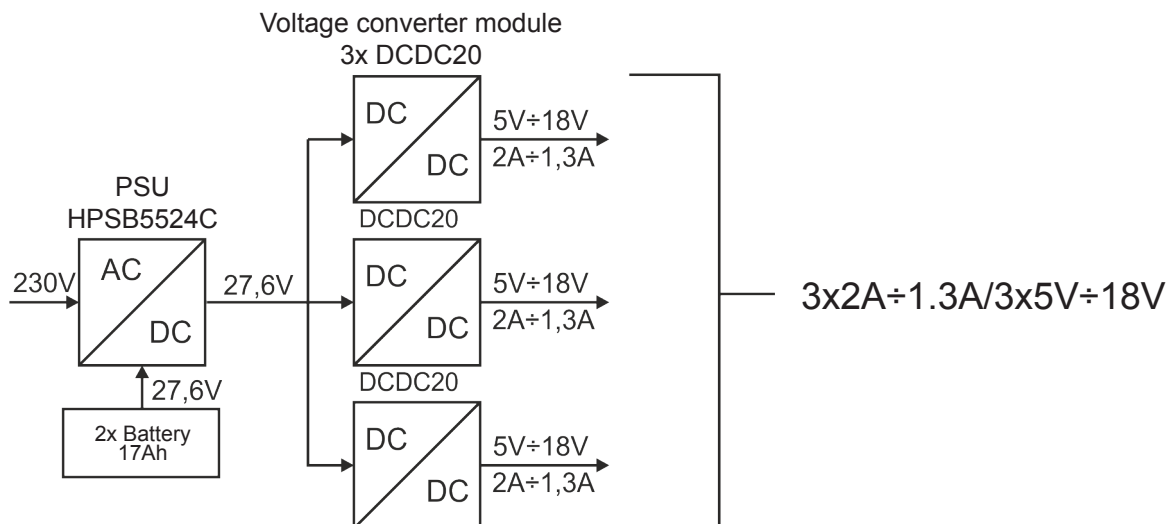 Voltage converter module
3x DCDC20
DC
DC
5V÷18V
2A÷1,3A
PSU
HPSB5524C
AC
DC
230V
27,6V
27,6V
2x Battery
17Ah
DCDC20
DC
DC
5V÷18V
2A÷1,3A
DCDC20
DC
DC
5V÷18V
2A÷1,3A
3x2A÷1.3A/3x5V÷18V